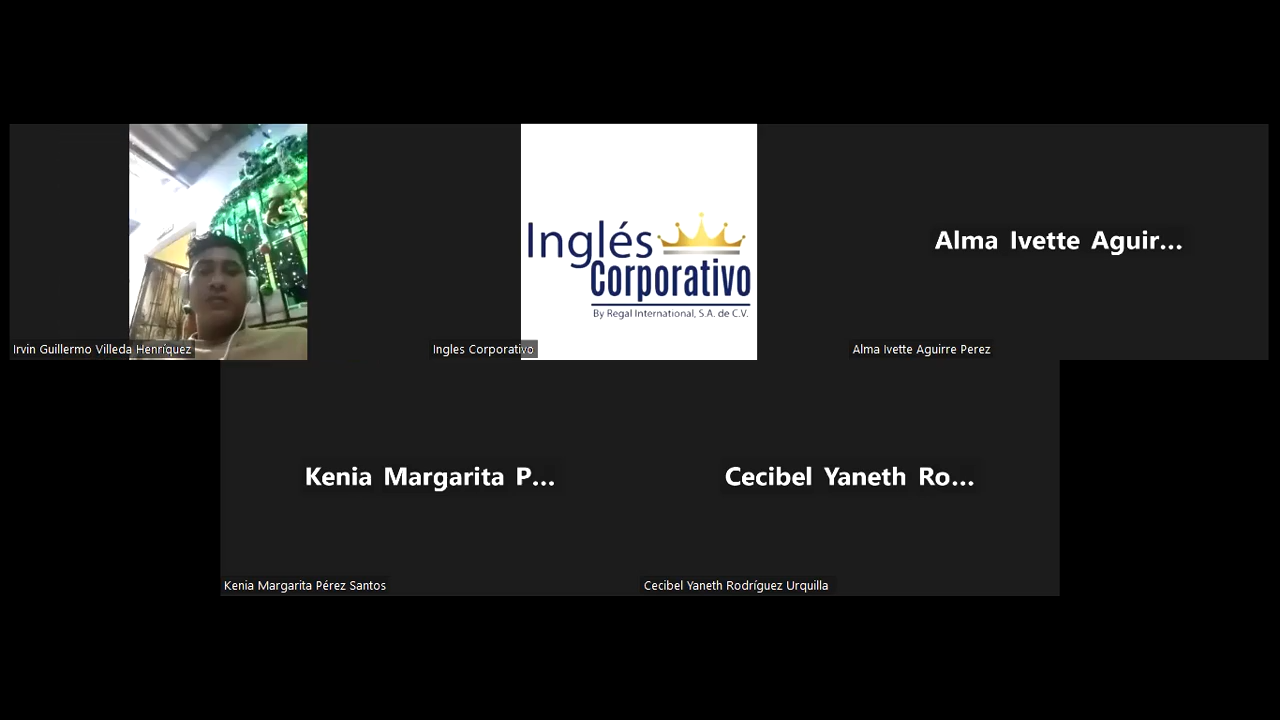 Alma Ivette Aguir...
Inglés
Corporativo
By Regal International, S.A. de C.V.
Irvin Guillermo Villeda Henríquez
Ingles Corporativo
Alma Ivette Aguirre Perez
Kenia Margarita P...
Cecibel Yaneth Ro...
Kenia Margarita Pérez Santos
Cecibel Yaneth Rodríguez Urquilla